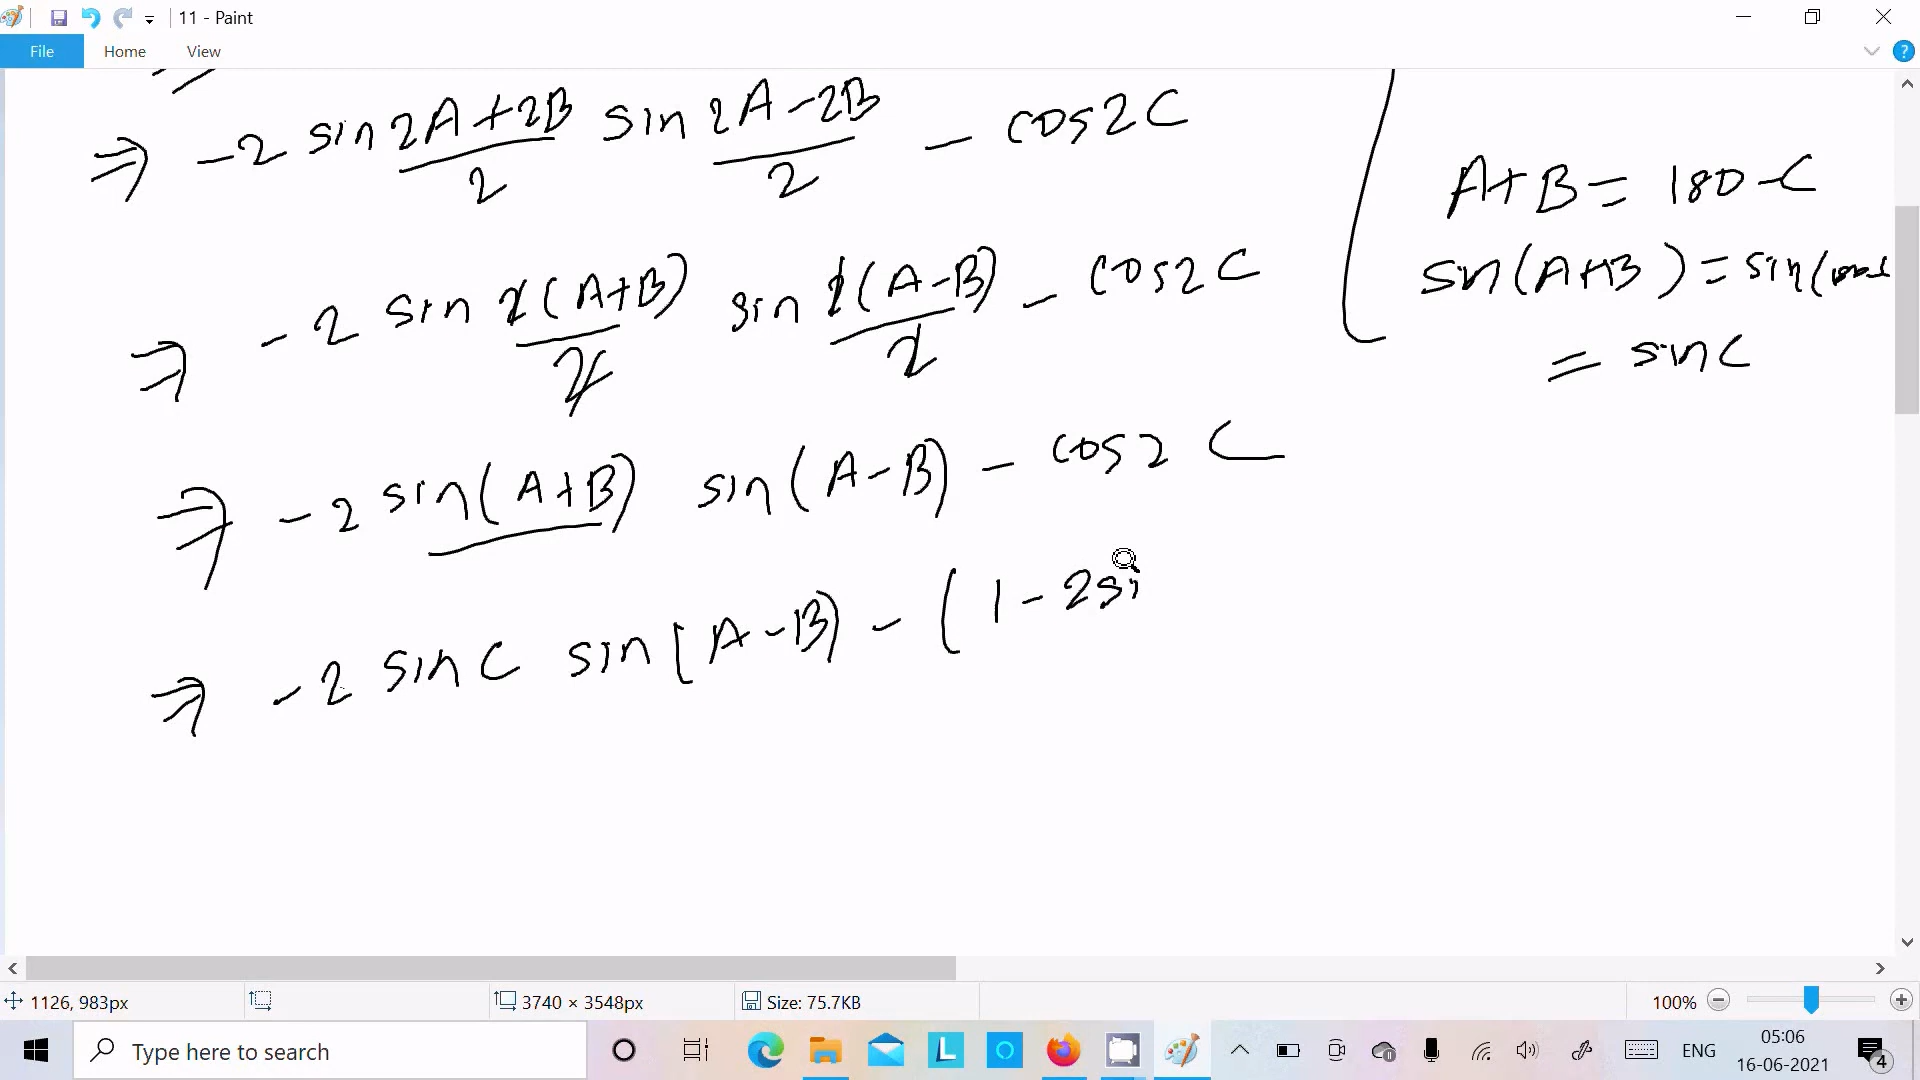 11 - Paint
File Home View
⇒ -2 sin (2A+2B)/2 sin (2A-2B)/2 - cos2C
⇒ -2 sin 2(A+B)/2 sin 2(A-B)/2 - cos2C
⇒ -2 sin(A+B) sin(A-B) - cos2 C
⇒ -2 sinC sin[A-B) - ( 1 - 2si
A+B = 180-C
sin(A+B) = sin(
= sinC
1126, 983px 3740 × 3548px Size: 75.7KB 100%
Type here to search
ENG
05:06
16-06-2021
4